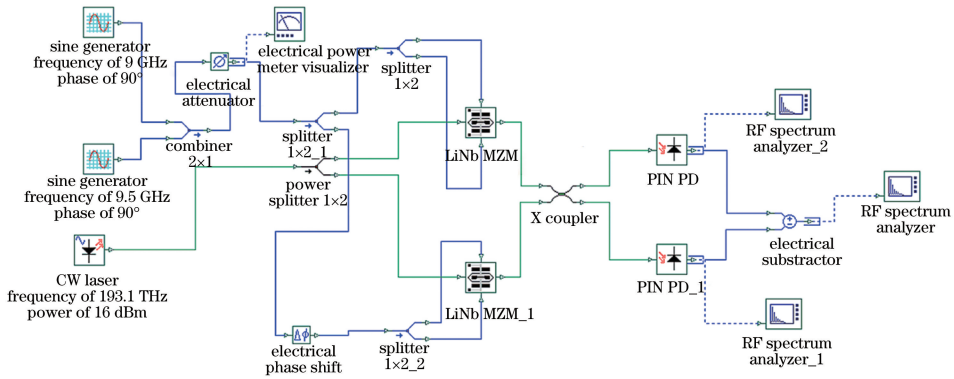 sine generator
frequency of 9 GHz
phase of 90°
electrical power
meter visualizer
splitter
1×2
electrical
attenuator
combiner
2×1
splitter
1×2_1
LiNb MZM
power
splitter 1×2
sine generator
frequency of 9.5 GHz
phase of 90°
CW laser
frequency of 193.1 THz
power of 16 dBm
X coupler
PIN PD
RF spectrum
analyzer_2
RF spectrum
analyzer
electrical
substractor
PIN PD_1
LiNb MZM_1
Δϕ
electrical
phase shift
splitter
1×2_2
RF spectrum
analyzer_1